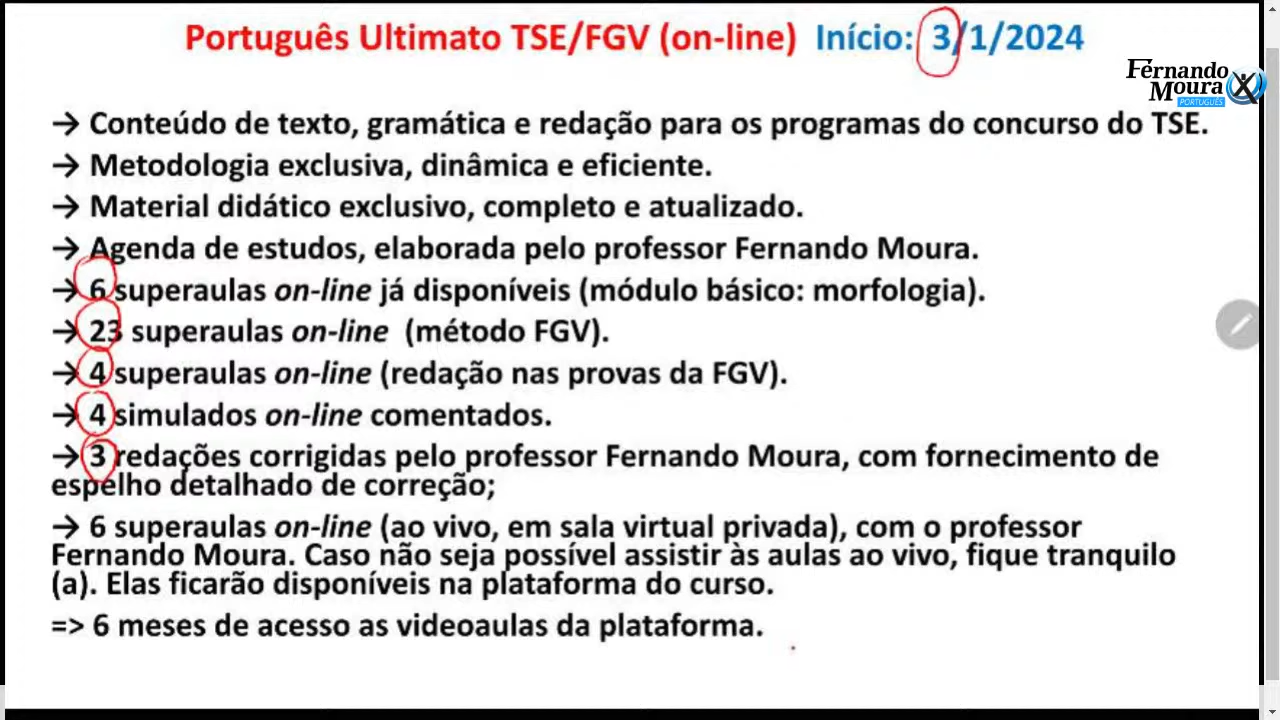 Português Ultimato TSE/FGV (on-line) Início: 3/1/2024
Fernando
Moura
PORTUGUÊS
→ Conteúdo de texto, gramática e redação para os programas do concurso do TSE.
→ Metodologia exclusiva, dinâmica e eficiente.
→ Material didático exclusivo, completo e atualizado.
→ Agenda de estudos, elaborada pelo professor Fernando Moura.
→ 6 superaulas on-line já disponíveis (módulo básico: morfologia).
→ 23 superaulas on-line (método FGV).
→ 4 superaulas on-line (redação nas provas da FGV).
→ 4 simulados on-line comentados.
→ 3 redações corrigidas pelo professor Fernando Moura, com fornecimento de
espelho detalhado de correção;
→ 6 superaulas on-line (ao vivo, em sala virtual privada), com o professor
Fernando Moura. Caso não seja possível assistir às aulas ao vivo, fique tranquilo
(a). Elas ficarão disponíveis na plataforma do curso.
=> 6 meses de acesso as videoaulas da plataforma.